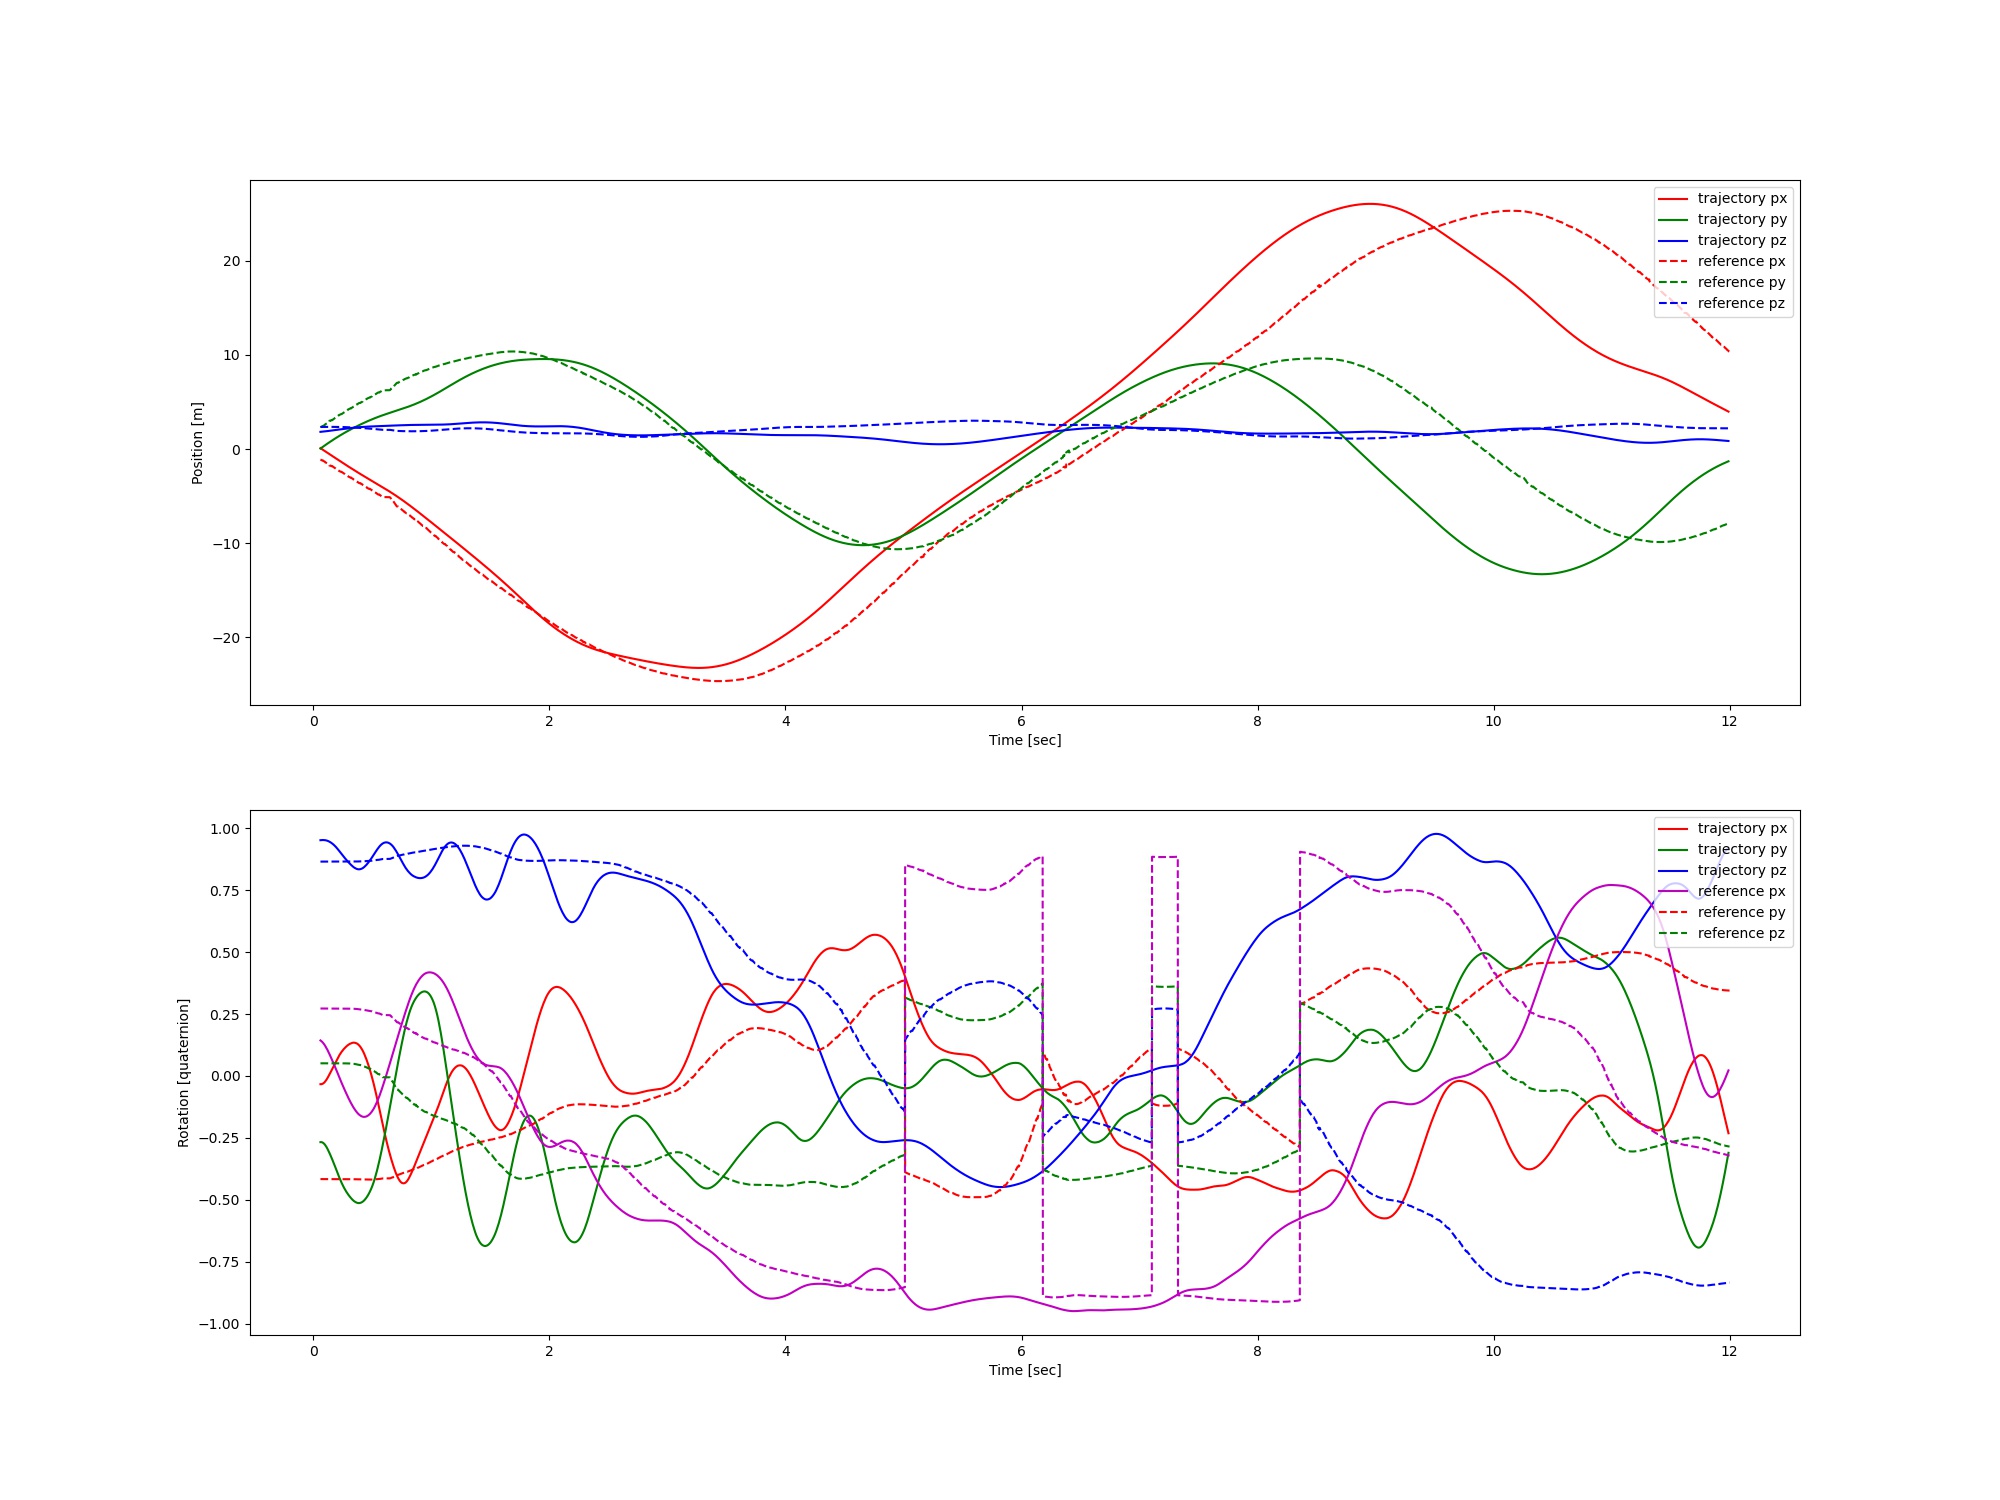 trajectory px
trajectory py
trajectory pz
reference px
reference py
reference pz
20
10
0
−10
−20
Position [m]
0 2 4 6 8 10 12
Time [sec]
trajectory px
trajectory py
trajectory pz
reference px
reference py
reference pz
1.00
0.75
0.50
0.25
0.00
−0.25
−0.50
−0.75
−1.00
Rotation [quaternion]
0 2 4 6 8 10 12
Time [sec]